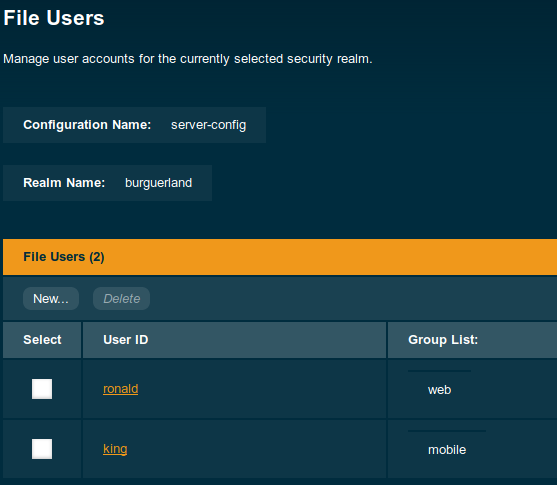 File Users
Manage user accounts for the currently selected security realm.
Configuration Name: server-config
Realm Name: burguerland
File Users (2)
New... Delete
Select User ID Group List:
ronald web
king mobile